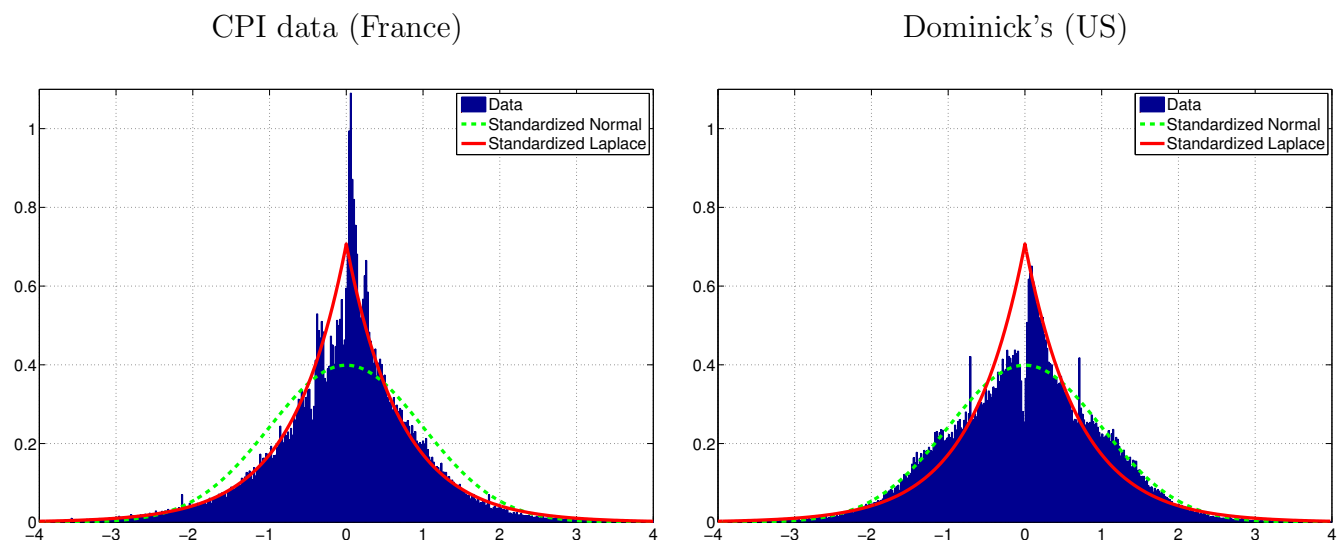 CPI data (France)
Dominick's (US)
Data
Standardized Normal
Standardized Laplace
1
0.8
0.6
0.4
0.2
0
−4 −3 −2 −1 0 1 2 3 4
Data
Standardized Normal
Standardized Laplace
1
0.8
0.6
0.4
0.2
0
−4 −3 −2 −1 0 1 2 3 4